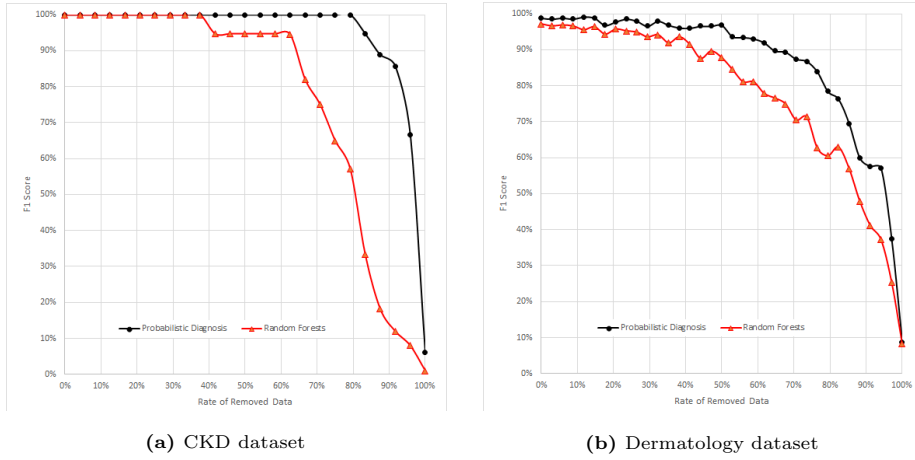 100%
90%
80%
70%
60%
50%
40%
30%
20%
10%
0%
F1 Score
Probabilistic Diagnosis
Random Forests
0% 10% 20% 30% 40% 50% 60% 70% 80% 90% 100%
Rate of Removed Data
(a) CKD dataset
100%
90%
80%
70%
60%
50%
40%
30%
20%
10%
0%
F1 Score
Probabilistic Diagnosis
Random Forests
0% 10% 20% 30% 40% 50% 60% 70% 80% 90% 100%
Rate of Removed Data
(b) Dermatology dataset